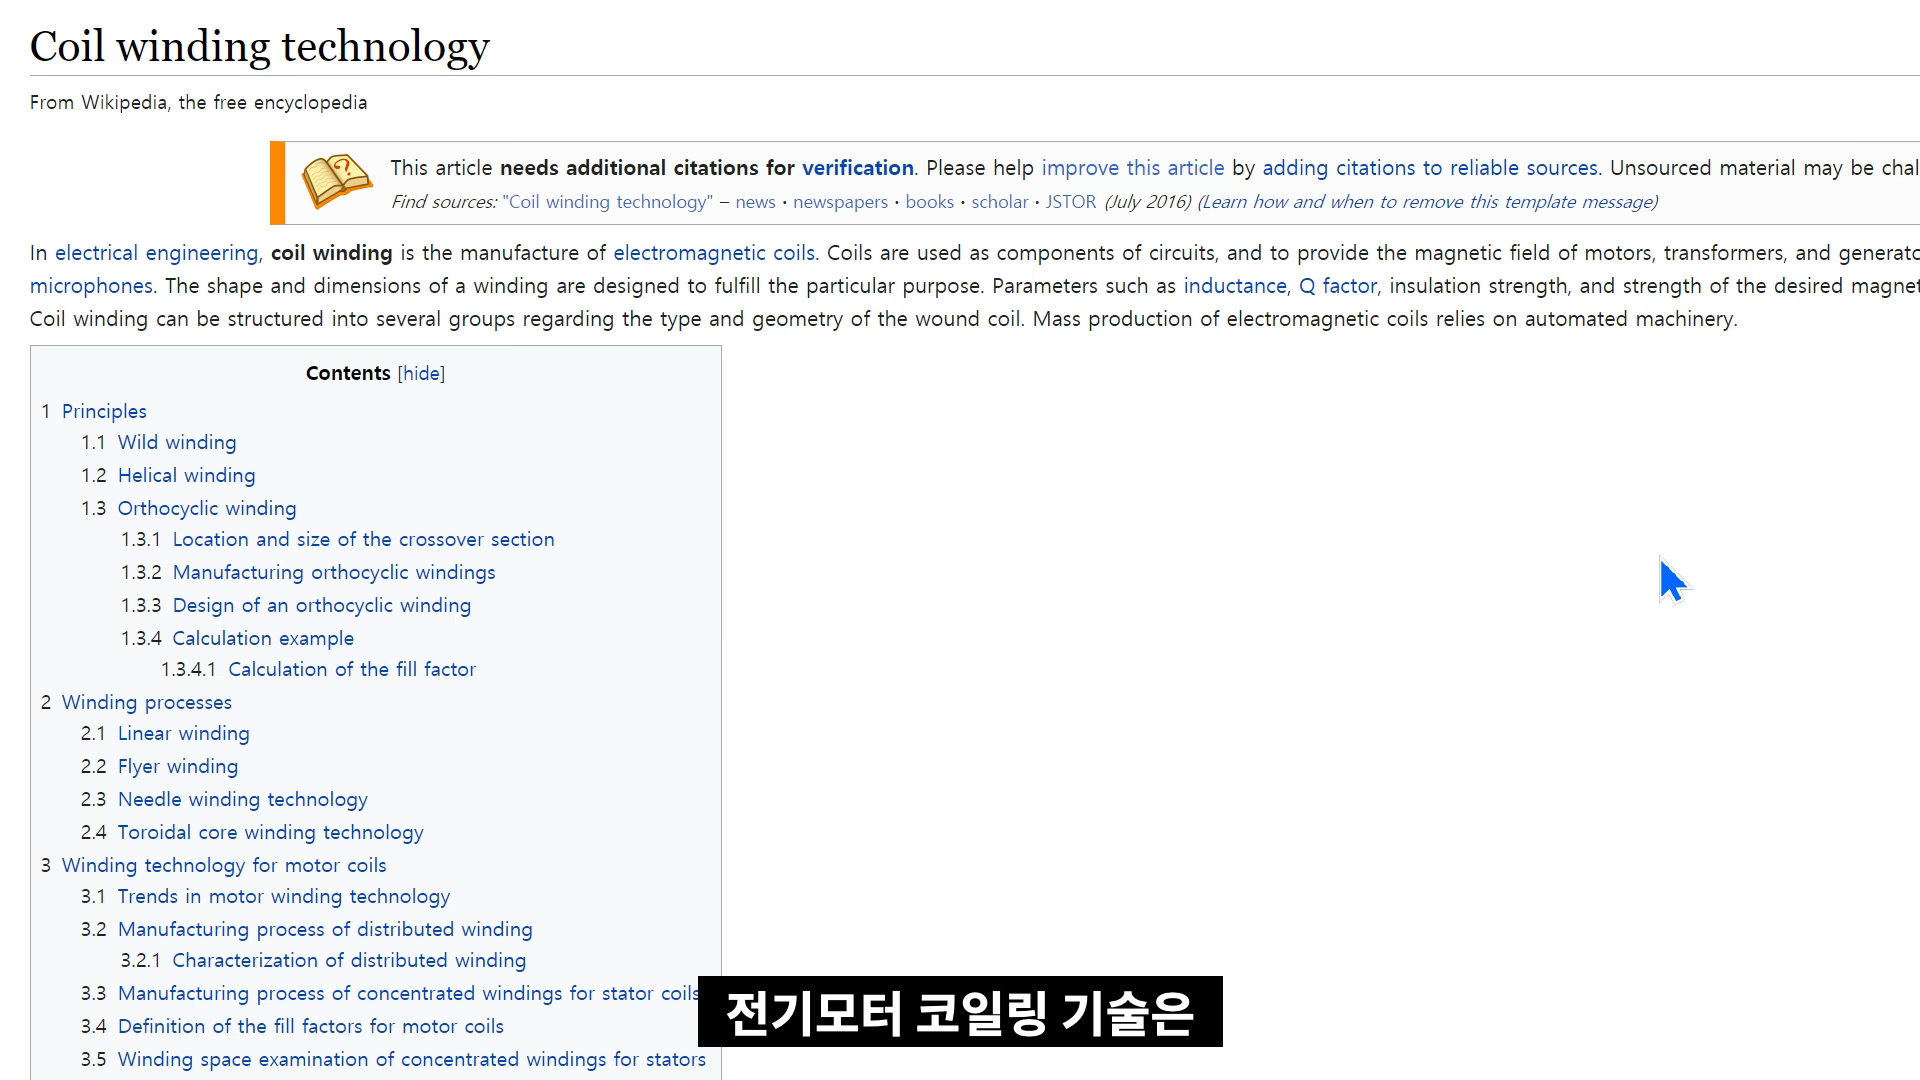 Coil winding technology
From Wikipedia, the free encyclopedia
This article needs additional citations for verification. Please help improve this article by adding citations to reliable sources. Unsourced material may be
Find sources: "Coil winding technology" – news · newspapers · books · scholar · JSTOR (July 2016) (Learn how and when to remove this template message)
In electrical engineering, coil winding is the manufacture of electromagnetic coils. Coils are used as components of circuits, and to provide the magnetic field of motors, transformers, and
microphones. The shape and dimensions of a winding are designed to fulfill the particular purpose. Parameters such as inductance, Q factor, insulation strength, and strength of the desired
Coil winding can be structured into several groups regarding the type and geometry of the wound coil. Mass production of electromagnetic coils relies on automated machinery.
Contents [hide]
1 Principles
1.1 Wild winding
1.2 Helical winding
1.3 Orthocyclic winding
1.3.1 Location and size of the crossover section
1.3.2 Manufacturing orthocyclic windings
1.3.3 Design of an orthocyclic winding
1.3.4 Calculation example
1.3.4.1 Calculation of the fill factor
2 Winding processes
2.1 Linear winding
2.2 Flyer winding
2.3 Needle winding technology
2.4 Toroidal core winding technology
3 Winding technology for motor coils
3.1 Trends in motor winding technology
3.2 Manufacturing process of distributed winding
3.2.1 Characterization of distributed winding
3.3 Manufacturing process of concentrated windings for stator coils
3.4 Definition of the fill factors for motor coils
3.5 Winding space examination of concentrated windings for stators
전기모터 코일링 기술은